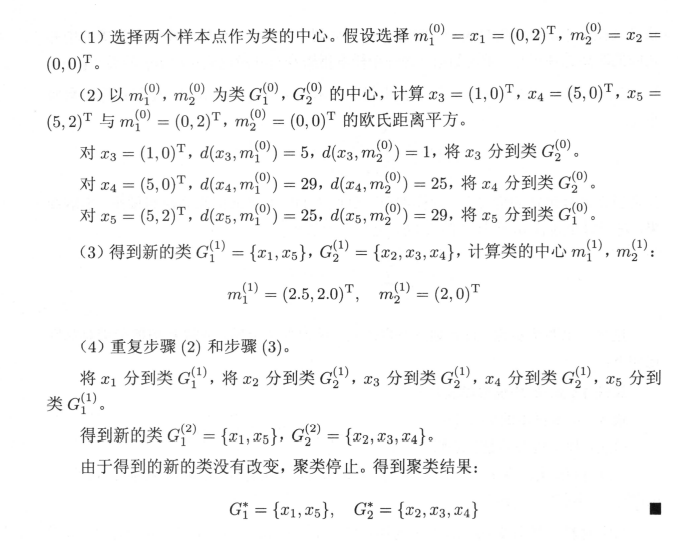 (1) 选择两个样本点作为类的中心。假设选择 $m_1^{(0)} = x_1 = (0,2)^{\mathrm{T}}$，$m_2^{(0)} = x_2 =$
$(0,0)^{\mathrm{T}}$。
(2) 以 $m_1^{(0)}$，$m_2^{(0)}$ 为类 $G_1^{(0)}$，$G_2^{(0)}$ 的中心，计算 $x_3 = (1,0)^{\mathrm{T}}$，$x_4 = (5,0)^{\mathrm{T}}$，$x_5 =$
$(5,2)^{\mathrm{T}}$ 与 $m_1^{(0)} = (0,2)^{\mathrm{T}}$，$m_2^{(0)} = (0,0)^{\mathrm{T}}$ 的欧氏距离平方。
对 $x_3 = (1,0)^{\mathrm{T}}$，$d(x_3, m_1^{(0)}) = 5$，$d(x_3, m_2^{(0)}) = 1$，将 $x_3$ 分到类 $G_2^{(0)}$。
对 $x_4 = (5,0)^{\mathrm{T}}$，$d(x_4, m_1^{(0)}) = 29$，$d(x_4, m_2^{(0)}) = 25$，将 $x_4$ 分到类 $G_2^{(0)}$。
对 $x_5 = (5,2)^{\mathrm{T}}$，$d(x_5, m_1^{(0)}) = 25$，$d(x_5, m_2^{(0)}) = 29$，将 $x_5$ 分到类 $G_1^{(0)}$。
(3) 得到新的类 $G_1^{(1)} = \{x_1, x_5\}$，$G_2^{(1)} = \{x_2, x_3, x_4\}$，计算类的中心 $m_1^{(1)}$，$m_2^{(1)}$：
$m_1^{(1)} = (2.5, 2.0)^{\mathrm{T}}, \quad m_2^{(1)} = (2,0)^{\mathrm{T}}$
(4) 重复步骤 (2) 和步骤 (3)。
将 $x_1$ 分到类 $G_1^{(1)}$，将 $x_2$ 分到类 $G_2^{(1)}$，$x_3$ 分到类 $G_2^{(1)}$，$x_4$ 分到类 $G_2^{(1)}$，$x_5$ 分到
类 $G_1^{(1)}$。
得到新的类 $G_1^{(2)} = \{x_1, x_5\}$，$G_2^{(2)} = \{x_2, x_3, x_4\}$。
由于得到的新的类没有改变，聚类停止。得到聚类结果：
$G_1^* = \{x_1, x_5\}, \quad G_2^* = \{x_2, x_3, x_4\}$ ■